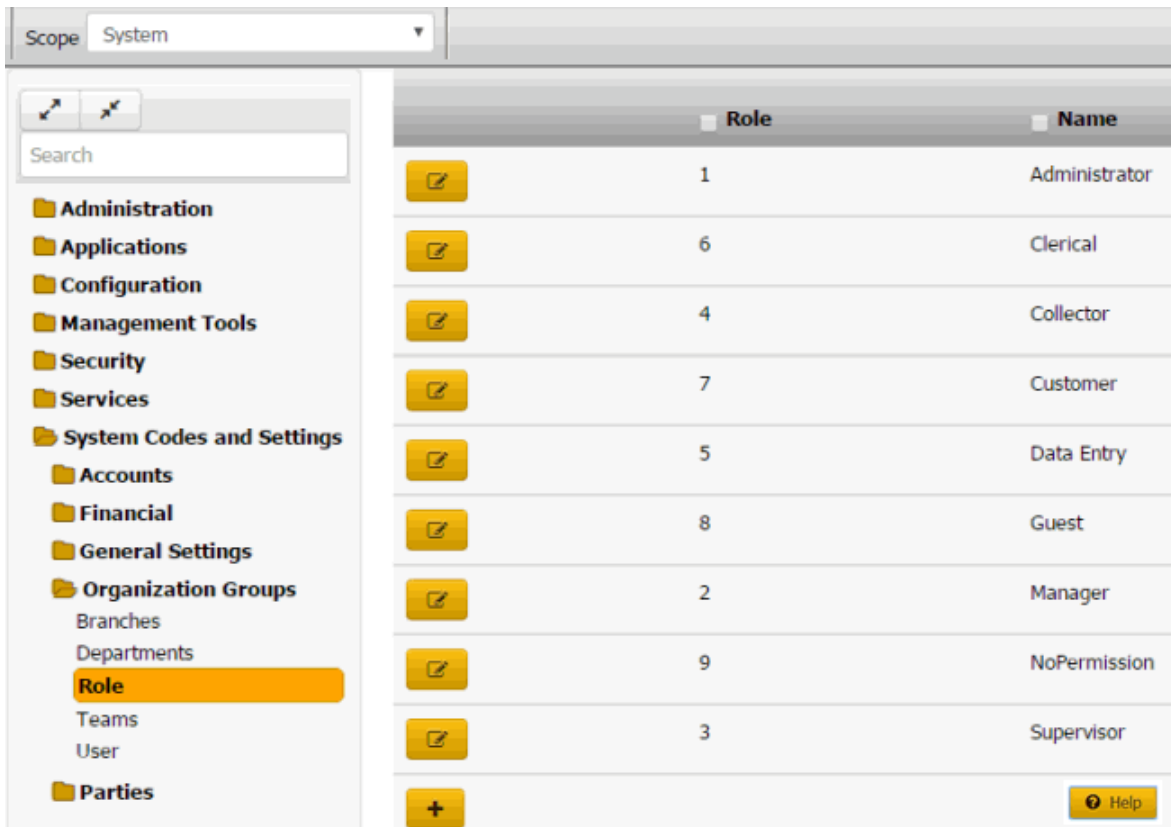 Scope System
Search
Administration
Applications
Configuration
Management Tools
Security
Services
System Codes and Settings
Accounts
Financial
General Settings
Organization Groups
Branches
Departments
Role
Teams
User
Parties
Role Name
1 Administrator
6 Clerical
4 Collector
7 Customer
5 Data Entry
8 Guest
2 Manager
9 NoPermission
3 Supervisor
Help